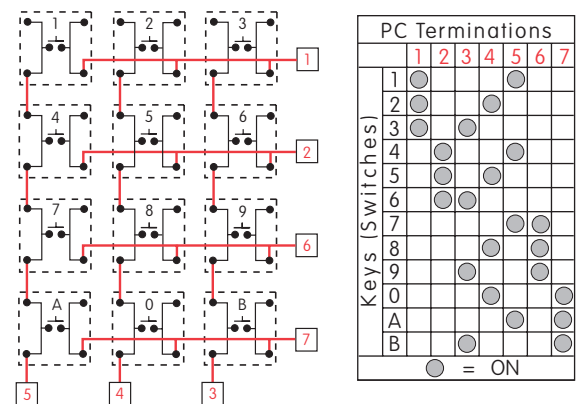 1 2 3
1
4 5 6
2
7 8 9
6
A 0 B
7
5 4 3
PC Terminations
1 2 3 4 5 6 7
Keys (Switches)
1
2
3
4
5
6
7
8
9
0
A
B
= ON